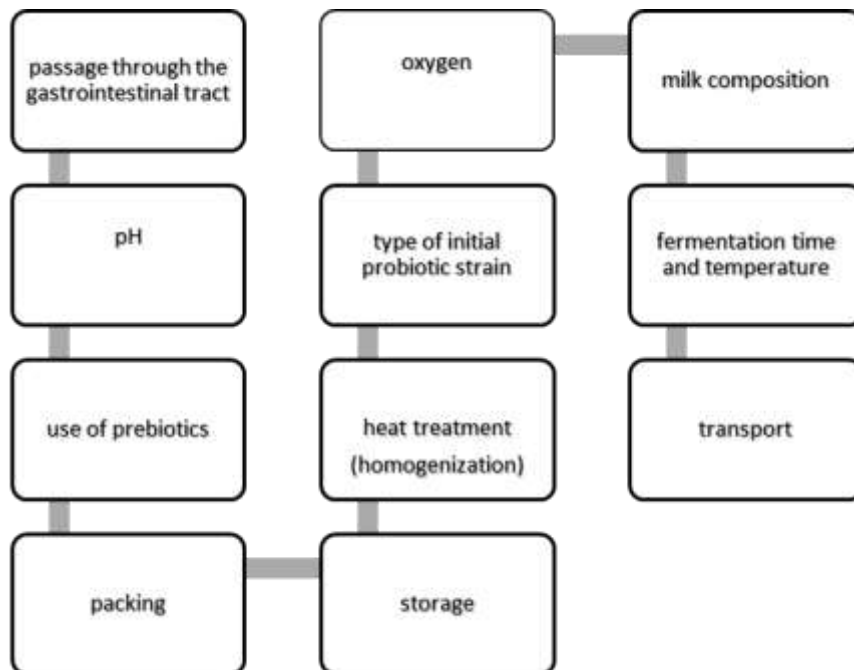 passage through the
gastrointestinal tract
pH
use of prebiotics
packing
storage
heat treatment
(homogenization)
type of initial
probiotic strain
oxygen
milk composition
fermentation time
and temperature
transport